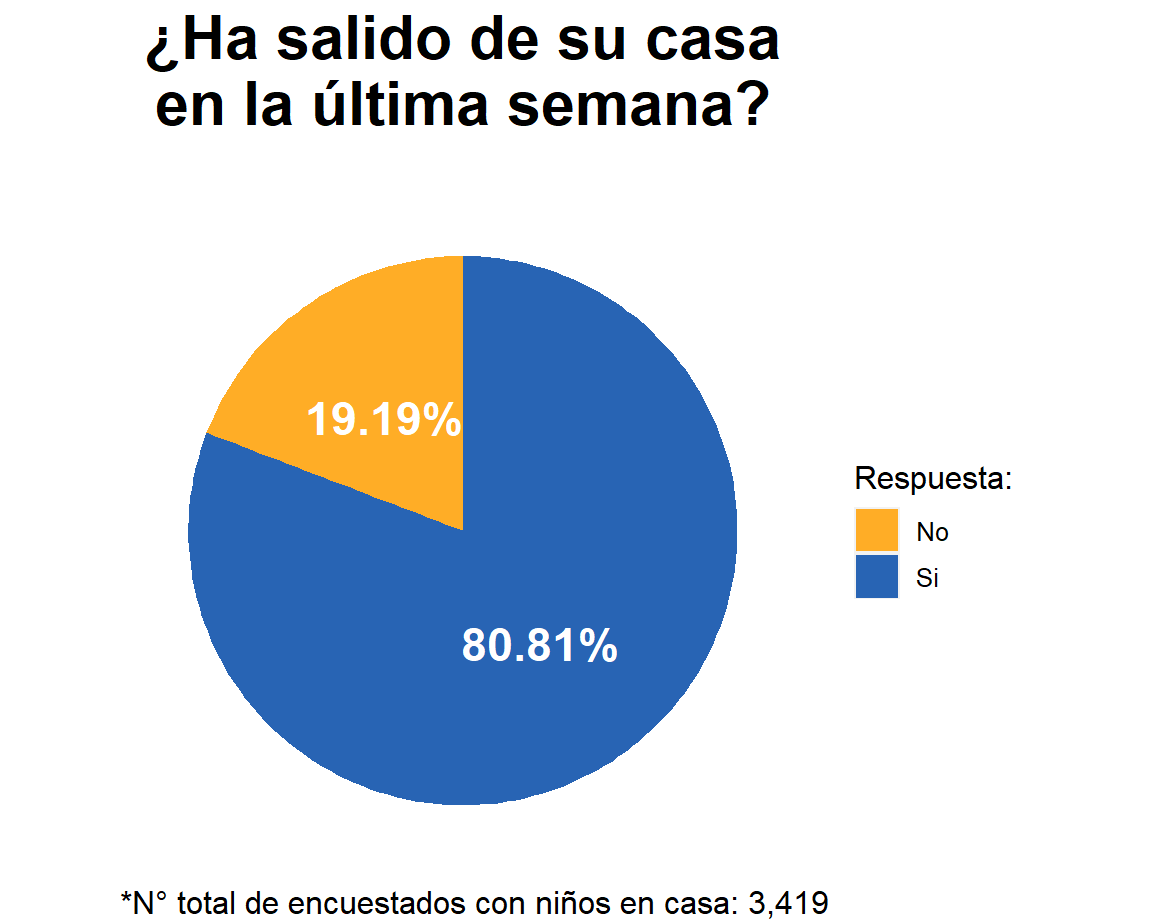 ¿Ha salido de su casa
en la última semana?
19.19%
80.81%
Respuesta:
No
Si
*N° total de encuestados con niños en casa: 3,419